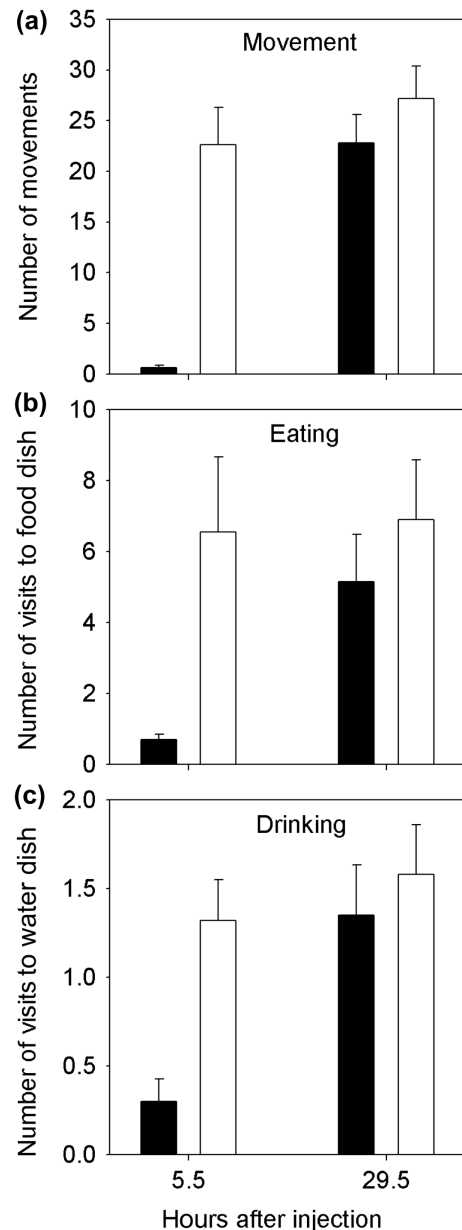 (a)
Movement
Number of movements
35
30
25
20
15
10
5
0
(b)
Eating
Number of visits to food dish
10
8
6
4
2
0
(c)
Drinking
Number of visits to water dish
2.0
1.5
1.0
0.5
0.0
5.5 29.5
Hours after injection